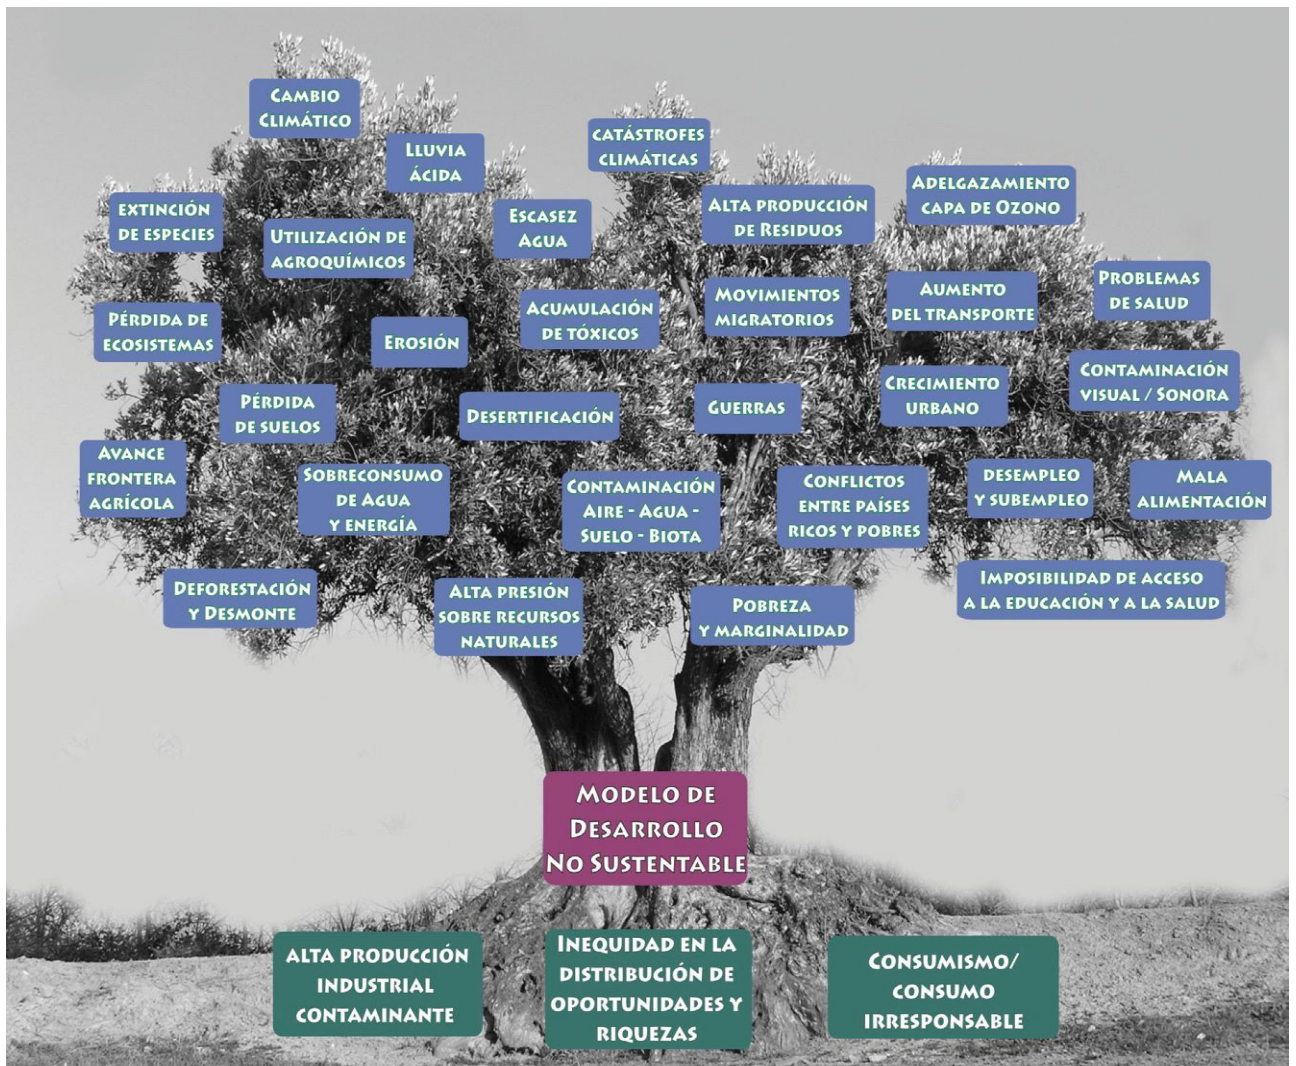 Cambio
Climático
Lluvia
Ácida
catástrofes
climáticas
Adelgazamiento
capa de Ozono
extinción
de especies
Utilización de
agroquímicos
Escasez
Agua
Alta producción
de Residuos
Problemas
de salud
Pérdida de
ecosistemas
Erosión
Acumulación
de tóxicos
Movimientos
migratorios
Aumento
del transporte
Contaminación
visual / Sonora
Pérdida
de suelos
Desertificación
Guerras
Crecimiento
urbano
Avance
frontera
agrícola
Sobreconsumo
de Agua
y energía
Contaminación
Aire - Agua -
Suelo - Biota
Conflictos
entre países
ricos y pobres
desempleo
y subempleo
Mala
alimentación
Deforestación
y Desmonte
Alta presión
sobre recursos
naturales
Pobreza
y marginalidad
Imposibilidad de acceso
a la educación y a la salud
Modelo de
Desarrollo
No Sustentable
alta producción
industrial
contaminante
Inequidad en la
distribución de
oportunidades y
riquezas
Consumismo/
consumo
irresponsable